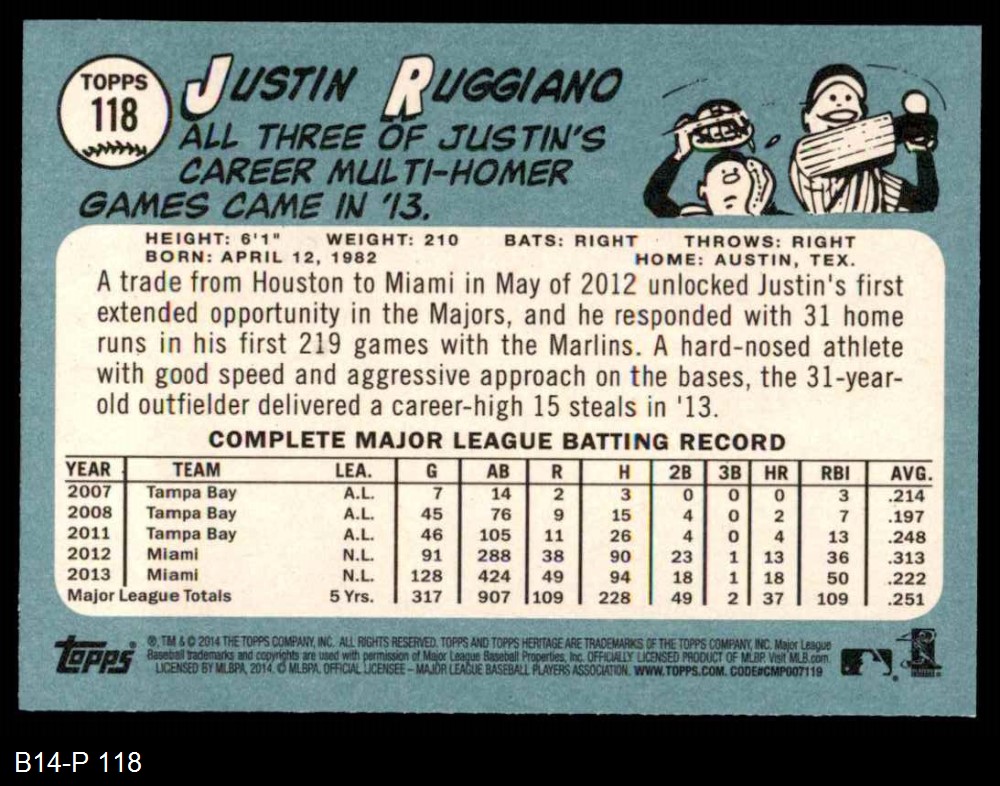 TOPPS
118
JUSTIN RUGGIANO
ALL THREE OF JUSTIN'S
CAREER MULTI-HOMER
GAMES CAME IN '13.
HEIGHT: 6'1" WEIGHT: 210 BATS: RIGHT THROWS: RIGHT
BORN: APRIL 12, 1982 HOME: AUSTIN, TEX.
A trade from Houston to Miami in May of 2012 unlocked Justin's first
extended opportunity in the Majors, and he responded with 31 home
runs in his first 219 games with the Marlins. A hard-nosed athlete
with good speed and aggressive approach on the bases, the 31-year-
old outfielder delivered a career-high 15 steals in '13.
COMPLETE MAJOR LEAGUE BATTING RECORD
YEAR TEAM LEA. G AB R H 2B 3B HR RBI AVG.
2007 Tampa Bay A.L. 7 14 2 3 0 0 0 3 .214
2008 Tampa Bay A.L. 45 76 9 15 4 0 2 7 .197
2011 Tampa Bay A.L. 46 105 11 26 4 0 4 13 .248
2012 Miami N.L. 91 288 38 90 23 1 13 36 .313
2013 Miami N.L. 128 424 49 94 18 1 18 50 .222
Major League Totals 5 Yrs. 317 907 109 228 49 2 37 109 .251
topps
®, TM & © 2014 THE TOPPS COMPANY, INC. ALL RIGHTS RESERVED. TOPPS AND TOPPS HERITAGE ARE TRADEMARKS OF THE TOPPS COMPANY, INC. Major League
Baseball trademarks and copyrights are used with permission of Major League Baseball Properties, Inc. OFFICIALLY LICENSED PRODUCT OF MLBP. Visit MLB.com.
LICENSED BY MLBPA, 2014 © MLBPA. OFFICIAL LICENSEE – MAJOR LEAGUE BASEBALL PLAYERS ASSOCIATION. WWW.TOPPS.COM. CODE#CMP007119
B14-P 118